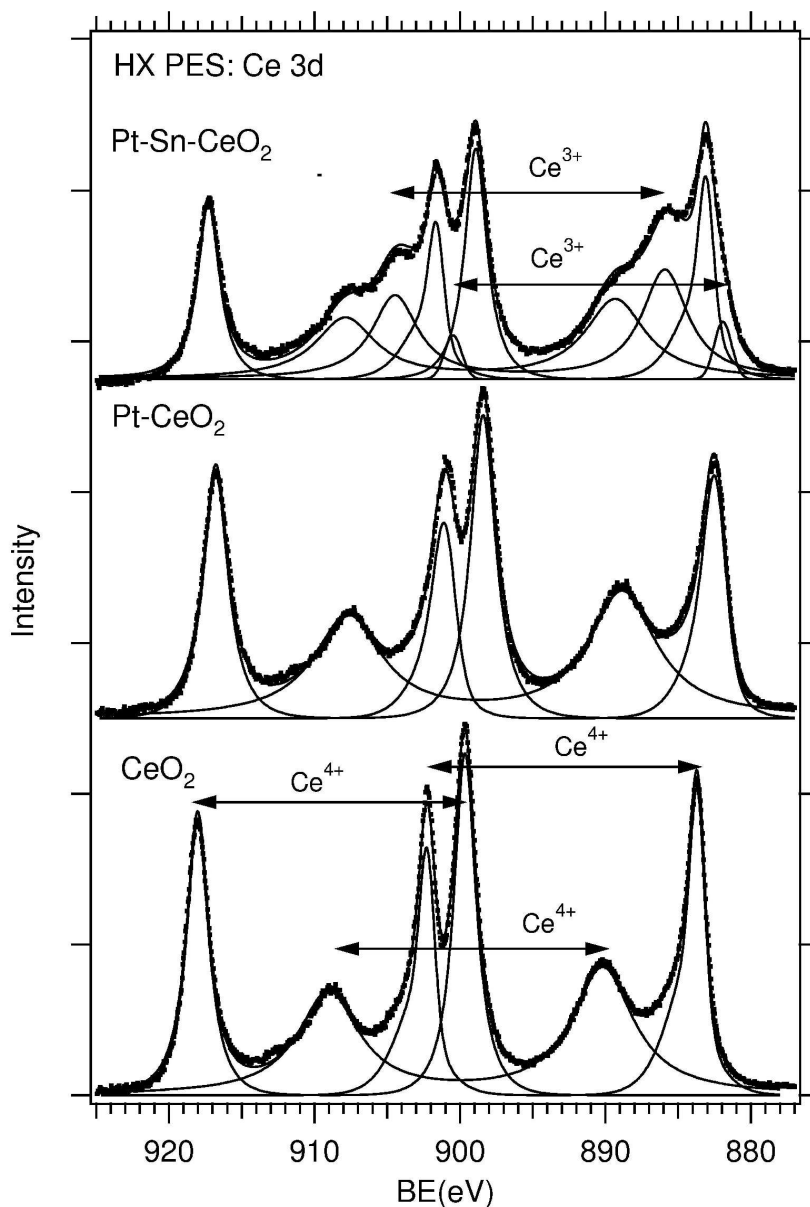 HX PES: Ce 3d
Pt-Sn-CeO₂
Ce³⁺
Ce³⁺
Pt-CeO₂
Intensity
CeO₂
Ce⁴⁺
Ce⁴⁺
Ce⁴⁺
920 910 900 890 880
BE(eV)